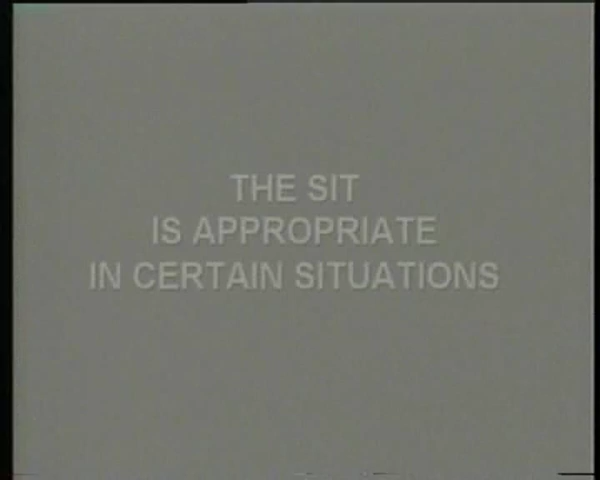 THE SIT
IS APPROPRIATE
IN CERTAIN SITUATIONS